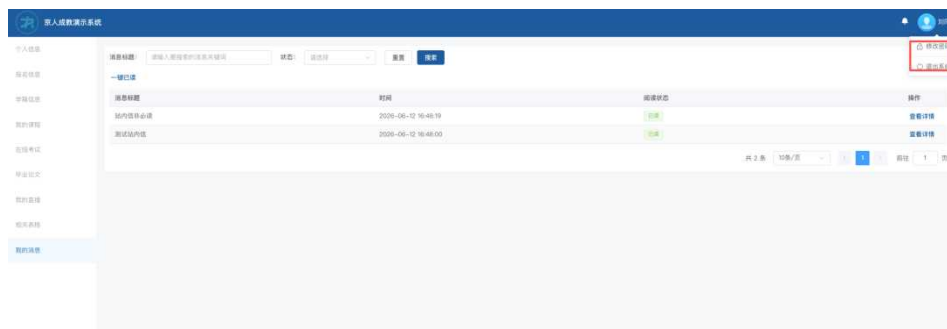 京人成教演示系统
个人信息
报名信息
学籍信息
我的课程
在线考试
毕业论文
我的直播
相关表格
我的消息
修改密码
退出系
消息标题: 请输入要搜索的消息关键词 状态: 请选择 重置 搜索
一键已读
消息标题 时间 阅读状态 操作
站内信非必读 2026-06-12 16:48:19 已读 查看详情
测试站内信 2026-06-12 16:48:00 已读 查看详情
共 2 条 10条/页 1 前往 1 页